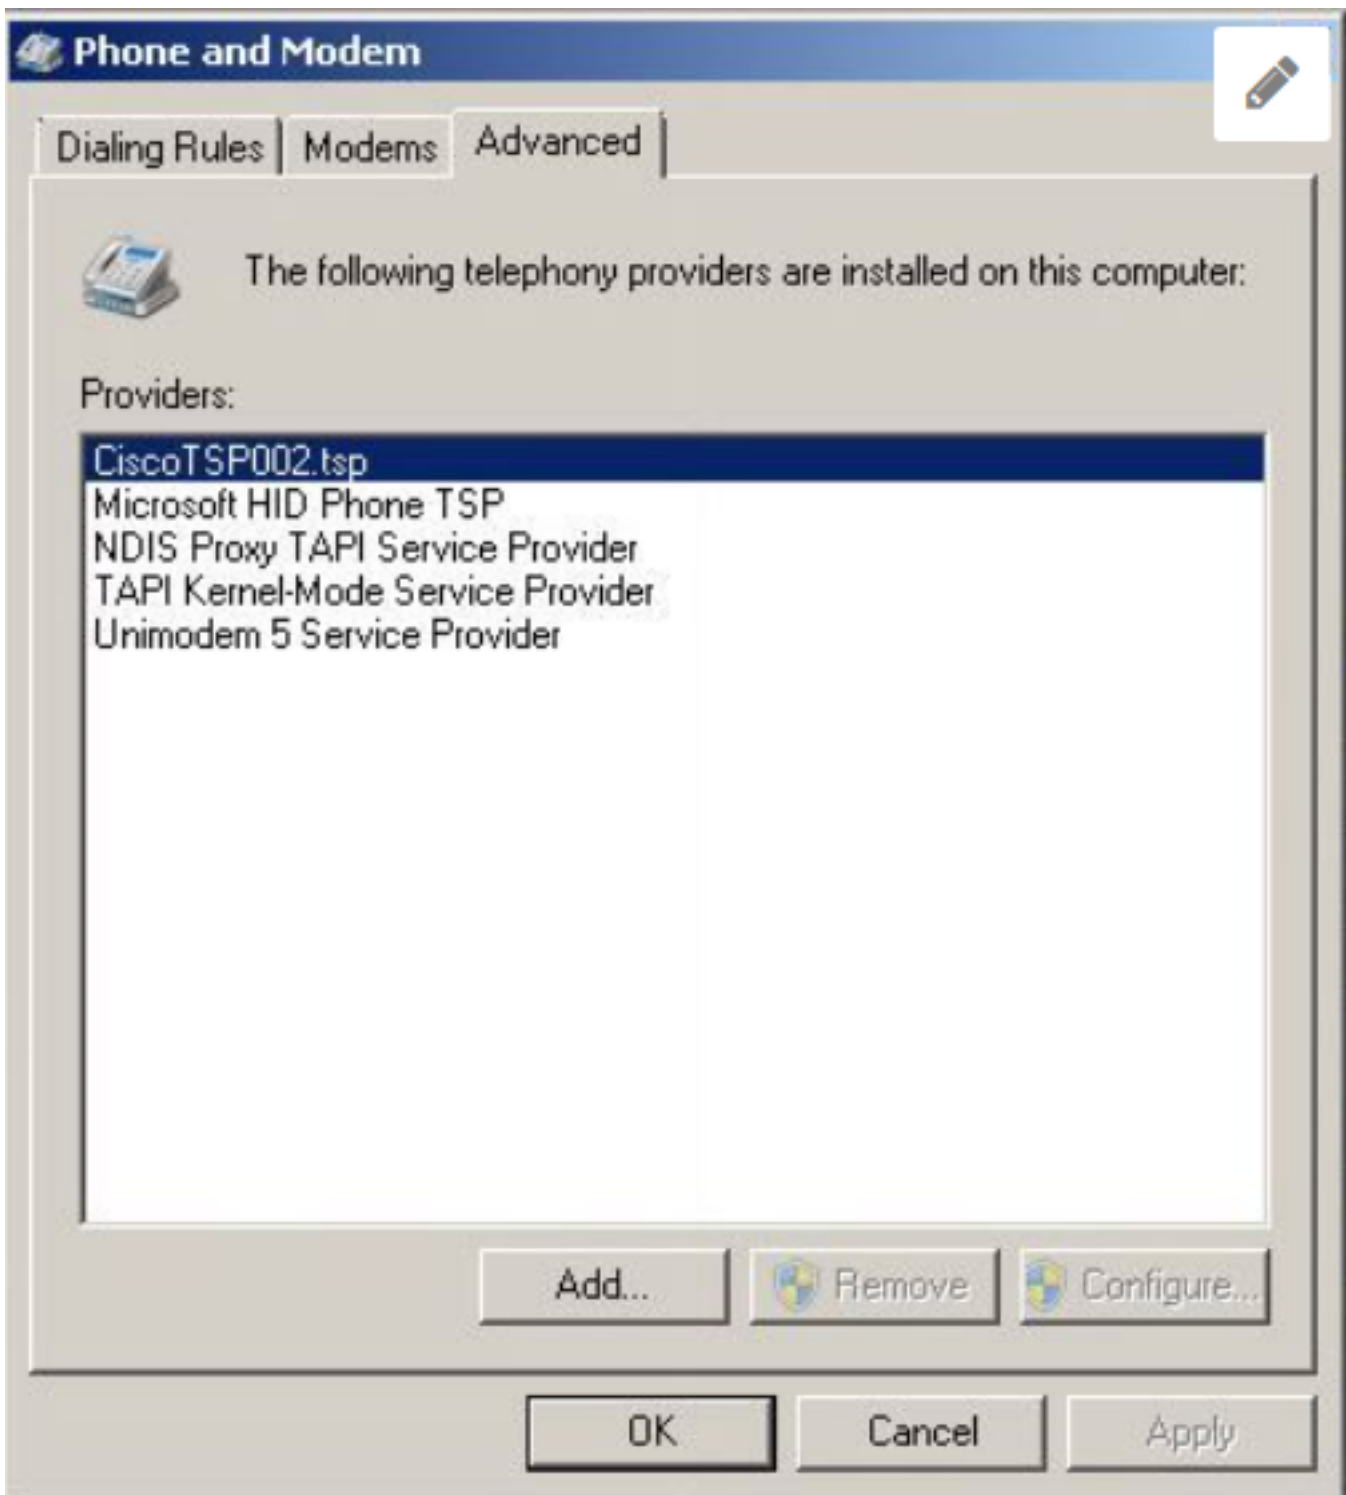 Phone and Modem
Dialing Rules
Modems
Advanced
The following telephony providers are installed on this computer:
Providers:
CiscoTSP002.tsp
Microsoft HID Phone TSP
NDIS Proxy TAPI Service Provider
TAPI Kernel-Mode Service Provider
Unimodem 5 Service Provider
Add...
Remove
Configure...
OK
Cancel
Apply